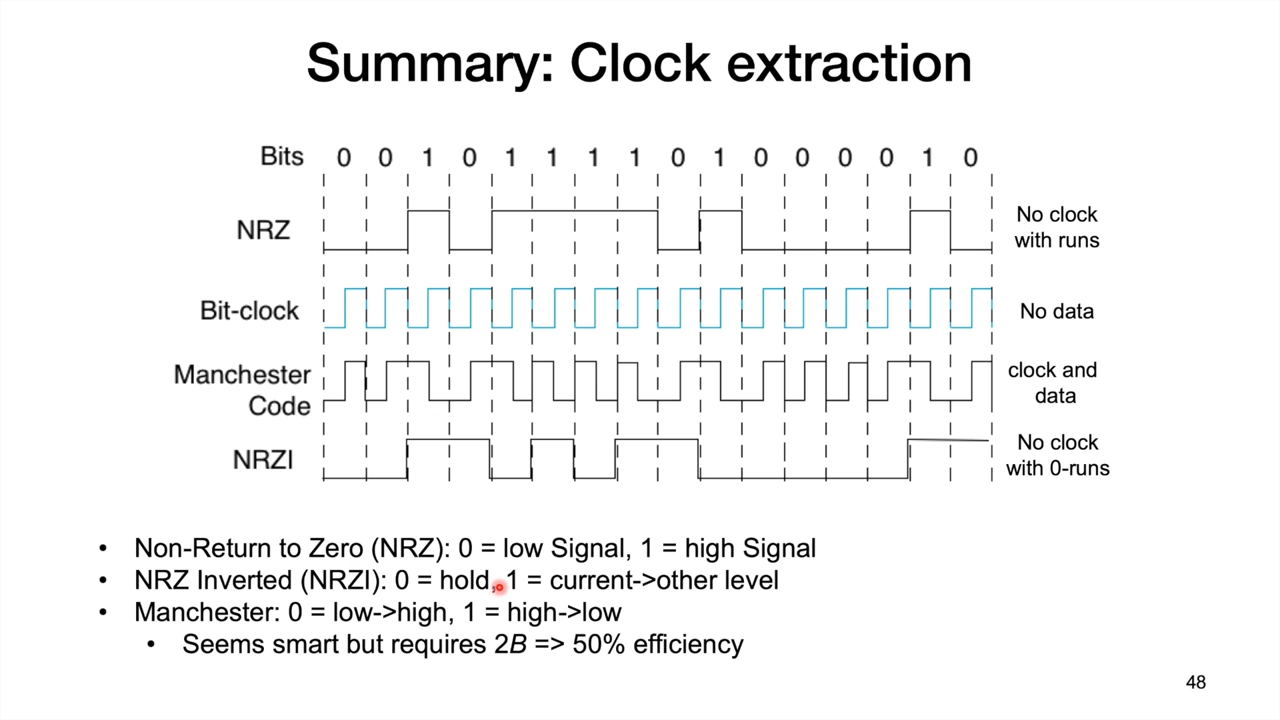 Summary: Clock extraction
Bits 0 0 1 0 1 1 1 1 0 1 0 0 0 0 1 0
NRZ
No clock
with runs
Bit-clock
No data
Manchester
Code
clock and
data
NRZI
No clock
with 0-runs
• Non-Return to Zero (NRZ): 0 = low Signal, 1 = high Signal
• NRZ Inverted (NRZI): 0 = hold, 1 = current->other level
• Manchester: 0 = low->high, 1 = high->low
• Seems smart but requires 2B => 50% efficiency
48